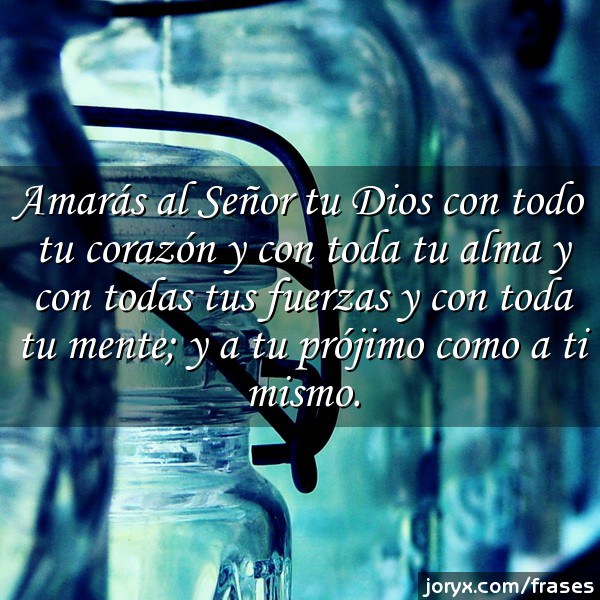 Amarás al Señor tu Dios con todo
tu corazón y con toda tu alma y
con todas tus fuerzas y con toda
tu mente; y a tu prójimo como a ti
mismo.
joryx.com/frases